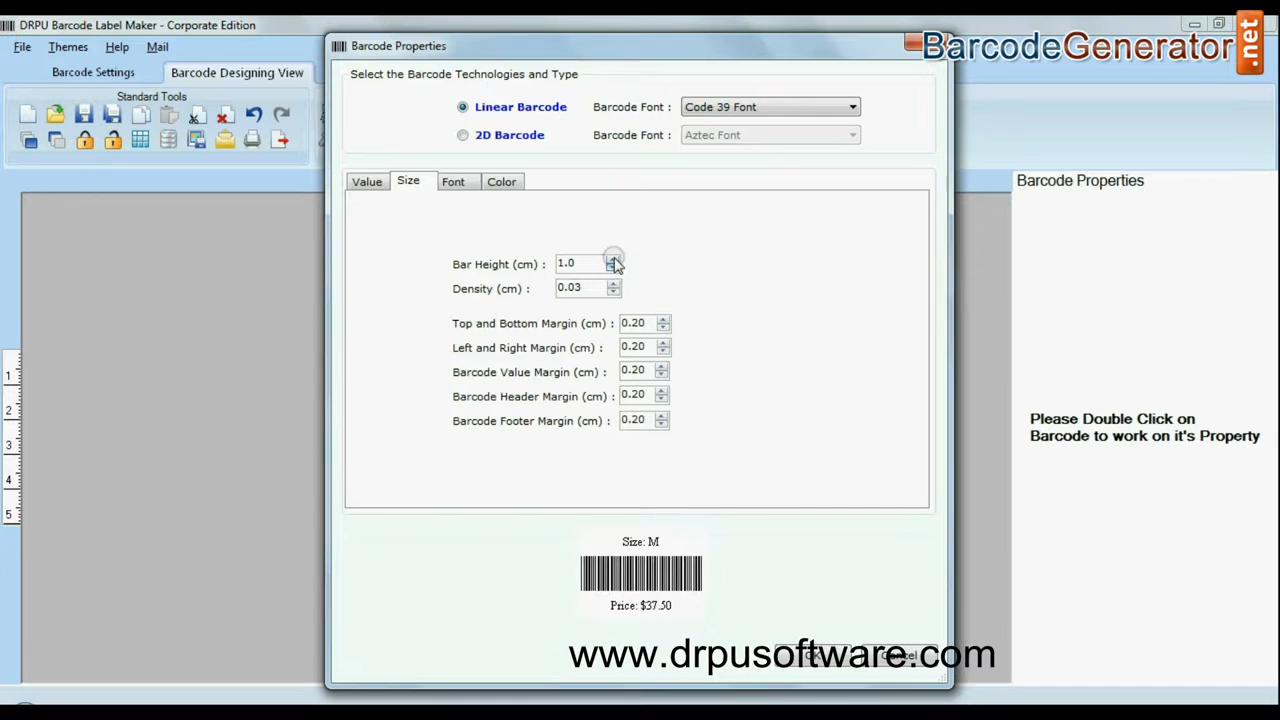 DRPU Barcode Label Maker - Corporate Edition
BarcodeGenerator.net
File Themes Help Mail
Barcode Properties
Barcode Settings Barcode Designing View
Select the Barcode Technologies and Type
Standard Tools
Linear Barcode Barcode Font : Code 39 Font
2D Barcode Barcode Font : Aztec Font
Value Size Font Color
Barcode Properties
Bar Height (cm) : 1.0
Density (cm) : 0.03
Top and Bottom Margin (cm) : 0.20
Left and Right Margin (cm) : 0.20
Barcode Value Margin (cm) : 0.20
Barcode Header Margin (cm) : 0.20
Barcode Footer Margin (cm) : 0.20
1
2
3
4
5
Please Double Click on
Barcode to work on it's Property
Size: M
Price: $37.50
OK Cancel
www.drpusoftware.com